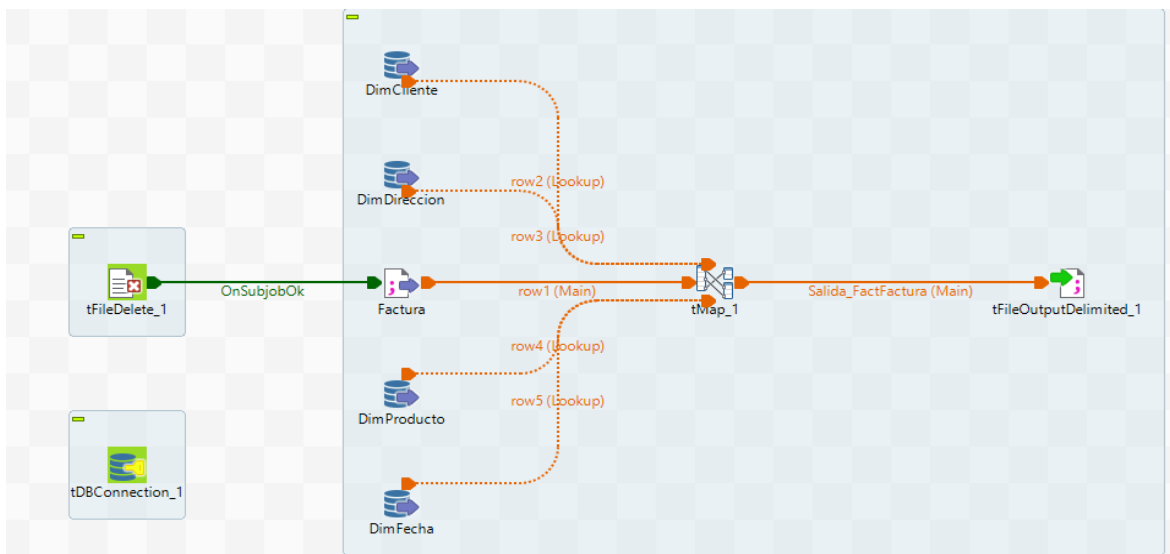 DimCliente
row2 (Lookup)
DimDireccion
row3 (Lookup)
tFileDelete_1
OnSubjobOk
Factura
row1 (Main)
tMap_1
Salida_FactFactura (Main)
tFileOutputDelimited_1
row4 (Lookup)
row5 (Lookup)
DimProducto
tDBConnection_1
DimFecha